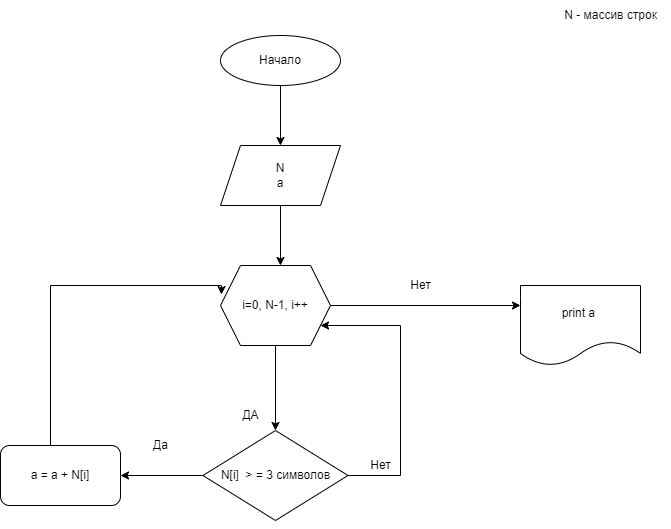 N - массив строк
Начало
N
a
i=0, N-1, i++
Нет
print a
ДА
Да
N[i] > = 3 символов
Нет
a = a + N[i]